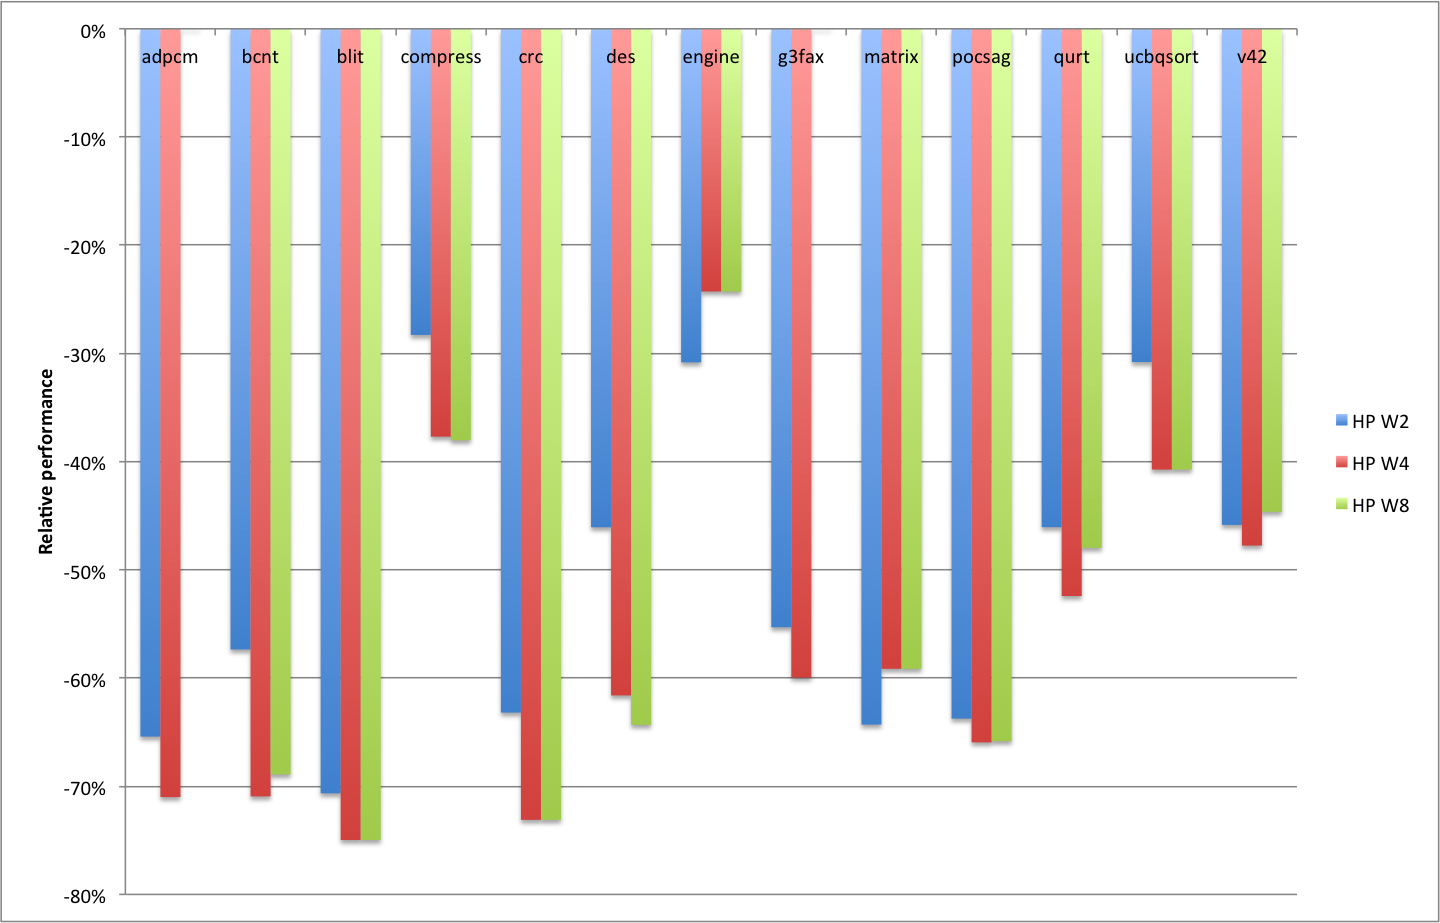 0%
adpcm bcnt blit compress crc des engine g3fax matrix pocsag qurt ucbqsort v42
-10%
-20%
-30%
-40%
-50%
-60%
-70%
-80%
Relative performance
HP W2
HP W4
HP W8